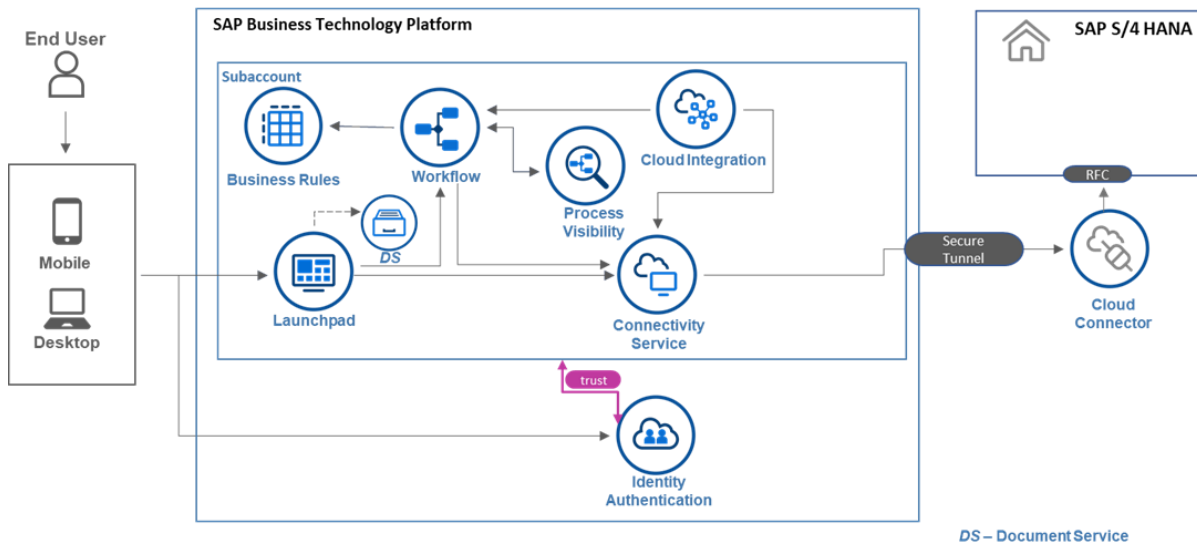 SAP Business Technology Platform
SAP S/4 HANA
End User
Subaccount
Business Rules
Workflow
Cloud Integration
Process
Visibility
RFC
DS
Mobile
Secure
Tunnel
Launchpad
Connectivity
Service
Cloud
Connector
Desktop
trust
Identity
Authentication
DS – Document Service